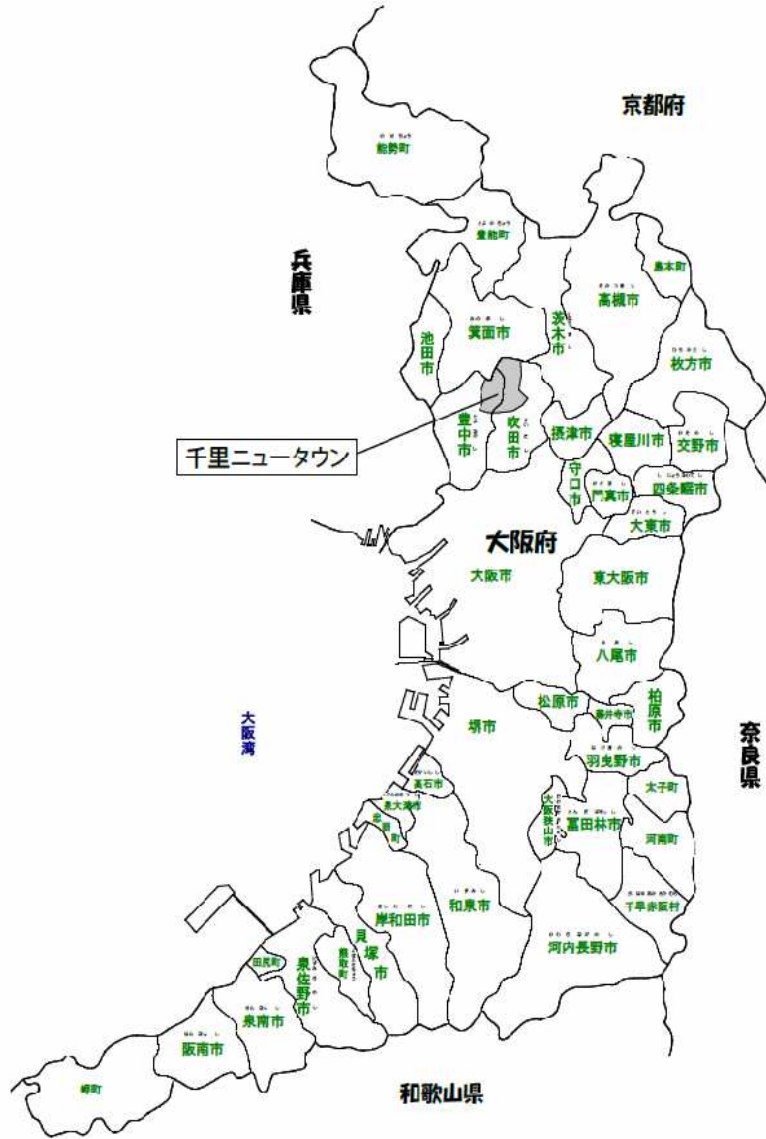 京都府
能勢町
豊能町
兵庫県
島本町
高槻市
茨木市
箕面市
池田市
枚方市
豊中市
吹田市
摂津市
寝屋川市
交野市
千里ニュータウン
守口市
門真市
四条畷市
大東市
大阪府
大阪市
東大阪市
八尾市
松原市
藤井寺市
柏原市
大阪湾
堺市
奈良県
羽曳野市
高石市
太子町
泉大津市
忠岡町
大阪狭山市
富田林市
河南町
千早赤阪村
和泉市
岸和田市
貝塚市
河内長野市
熊取町
田尻町
泉佐野市
泉南市
阪南市
岬町
和歌山県